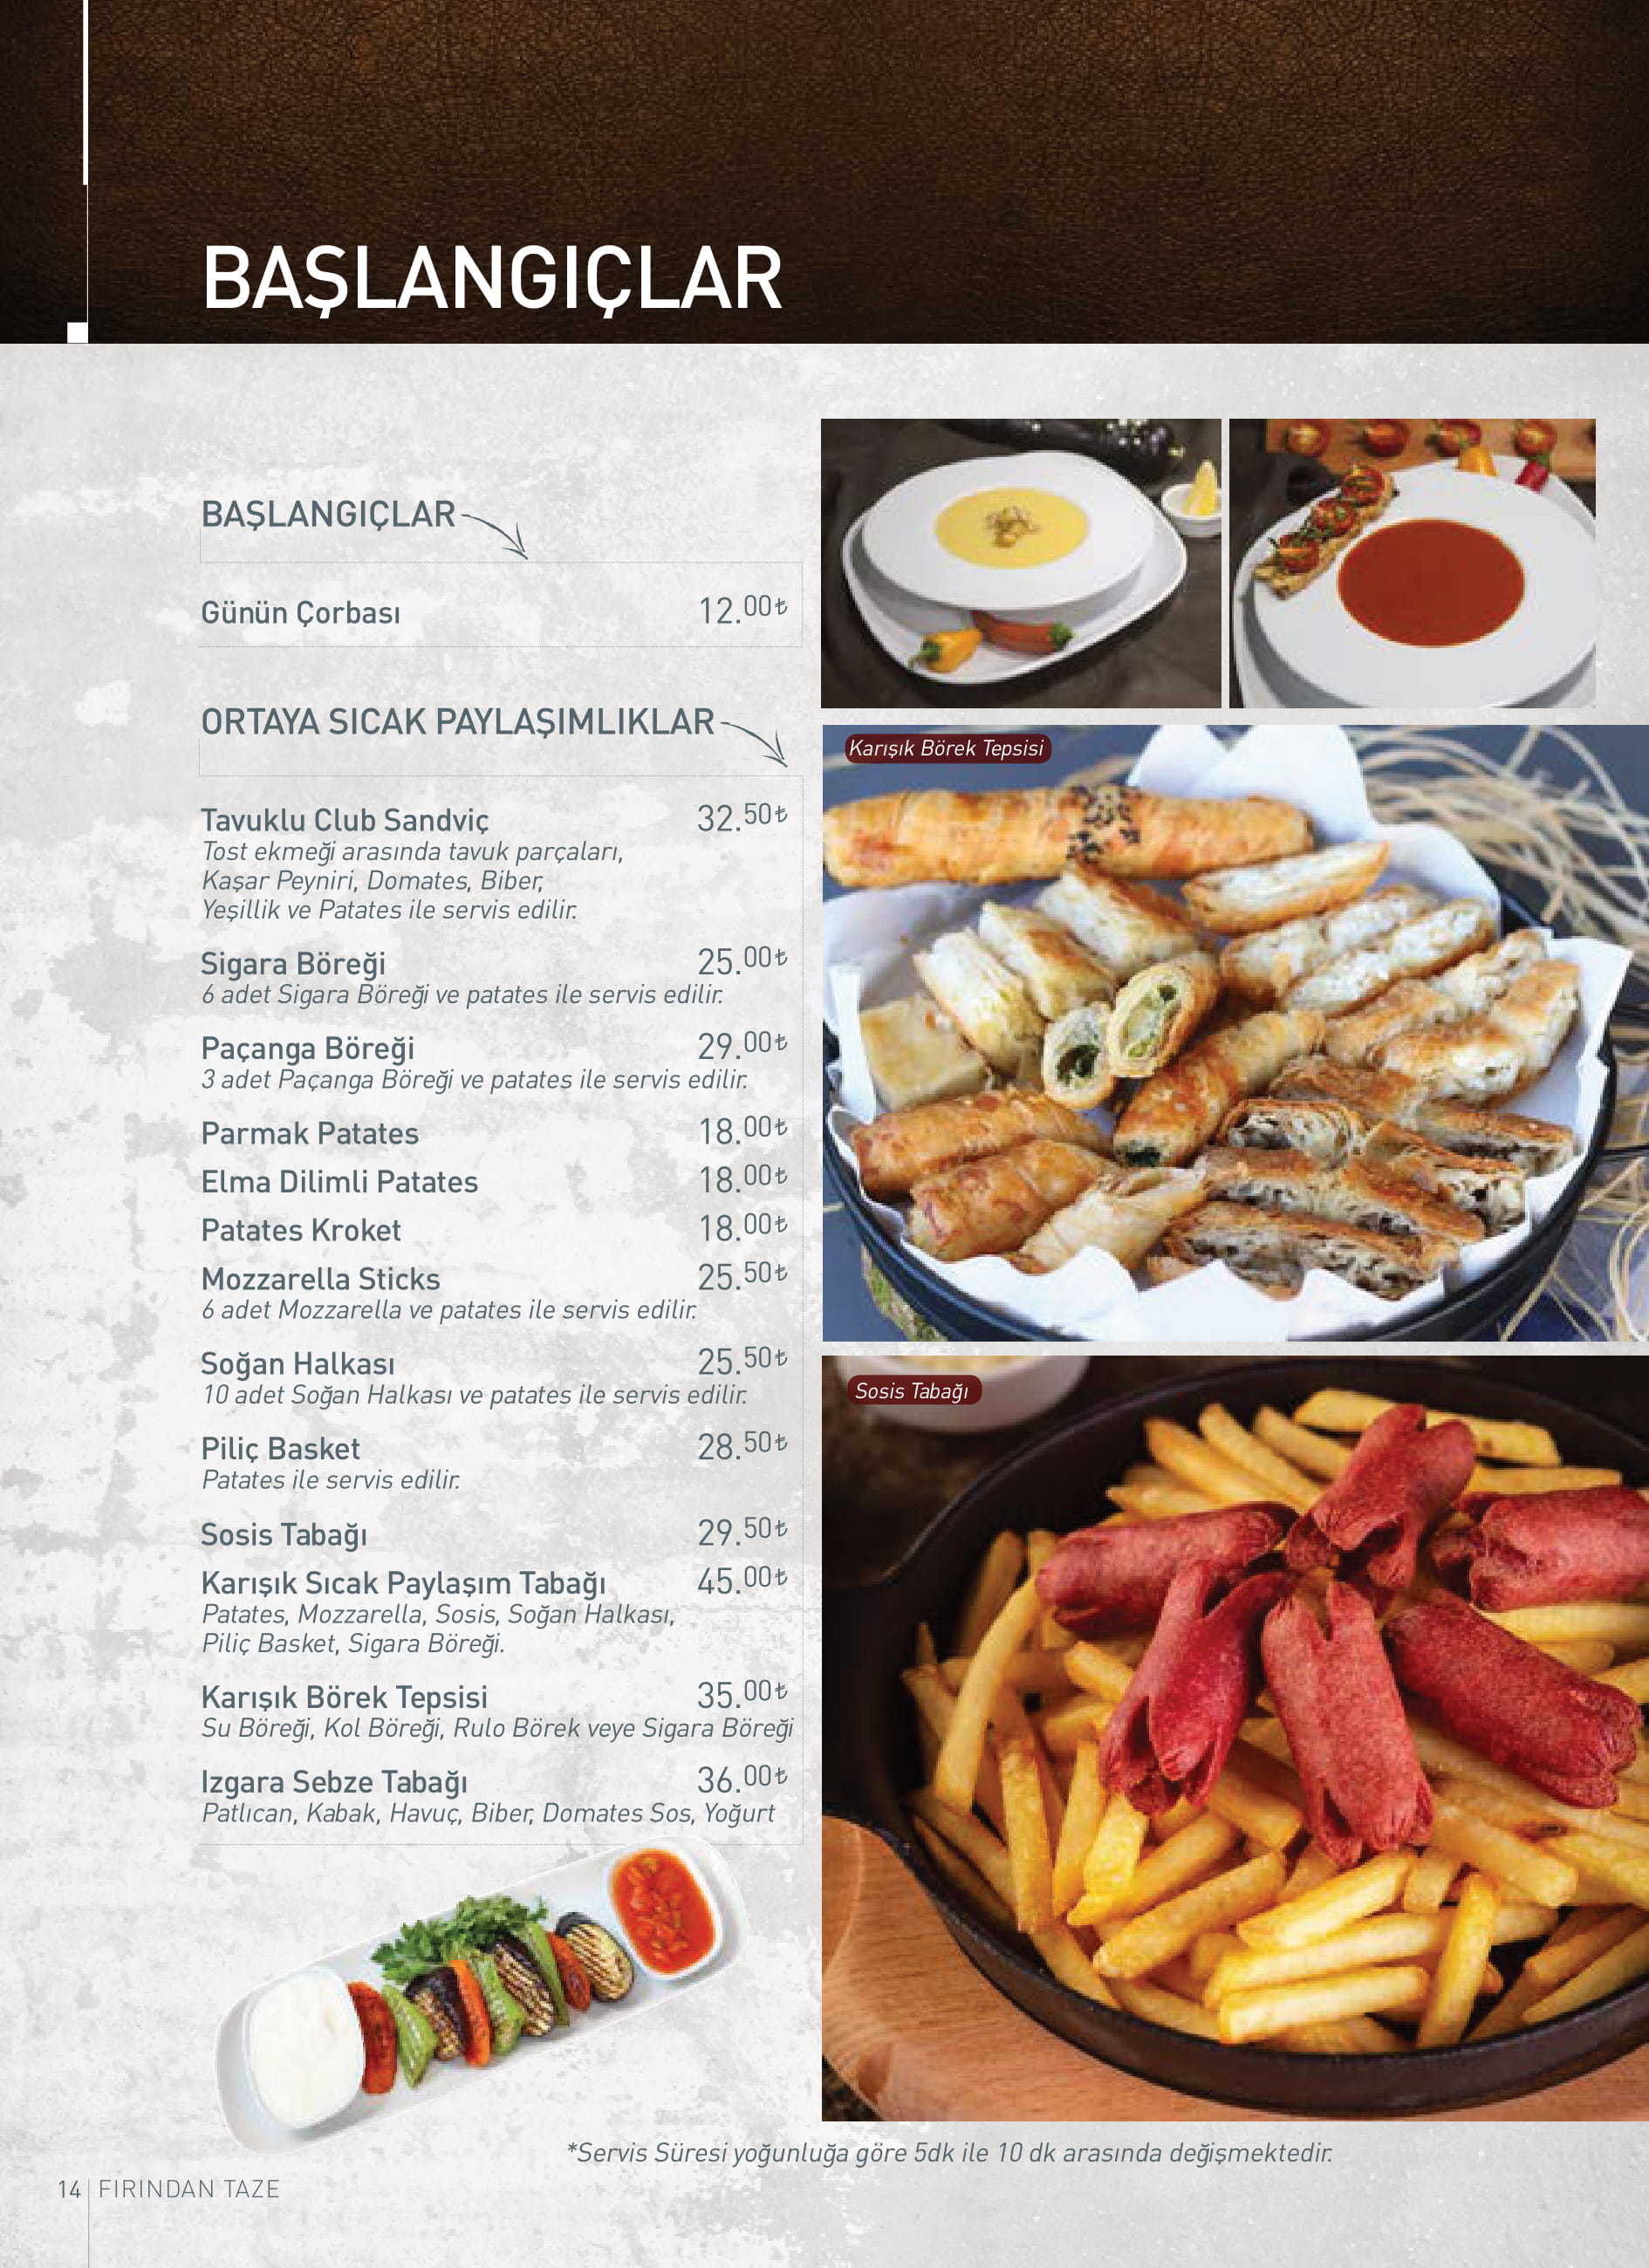 BAŞLANGIÇLAR
BAŞLANGIÇLAR
Günün Çorbası 12.00₺
ORTAYA SICAK PAYLAŞIMLIKLAR
Tavuklu Club Sandviç 32.50₺
Tost ekmeği arasında tavuk parçaları,
Kaşar Peyniri, Domates, Biber,
Yeşillik ve Patates ile servis edilir.
Sigara Böreği 25.00₺
6 adet Sigara Böreği ve patates ile servis edilir.
Paçanga Böreği 29.00₺
3 adet Paçanga Böreği ve patates ile servis edilir.
Parmak Patates 18.00₺
Elma Dilimli Patates 18.00₺
Patates Kroket 18.00₺
Mozzarella Sticks 25.50₺
6 adet Mozzarella ve patates ile servis edilir.
Soğan Halkası 25.50₺
10 adet Soğan Halkası ve patates ile servis edilir.
Piliç Basket 28.50₺
Patates ile servis edilir.
Sosis Tabağı 29.50₺
Karışık Sıcak Paylaşım Tabağı 45.00₺
Patates, Mozzarella, Sosis, Soğan Halkası,
Piliç Basket, Sigara Böreği.
Karışık Börek Tepsisi 35.00₺
Su Böreği, Kol Böreği, Rulo Börek veye Sigara Böreği
Izgara Sebze Tabağı 36.00₺
Patlıcan, Kabak, Havuç, Biber, Domates Sos, Yoğurt
Karışık Börek Tepsisi
Sosis Tabağı
*Servis Süresi yoğunluğa göre 5dk ile 10 dk arasında değişmektedir.
14 FIRINDAN TAZE